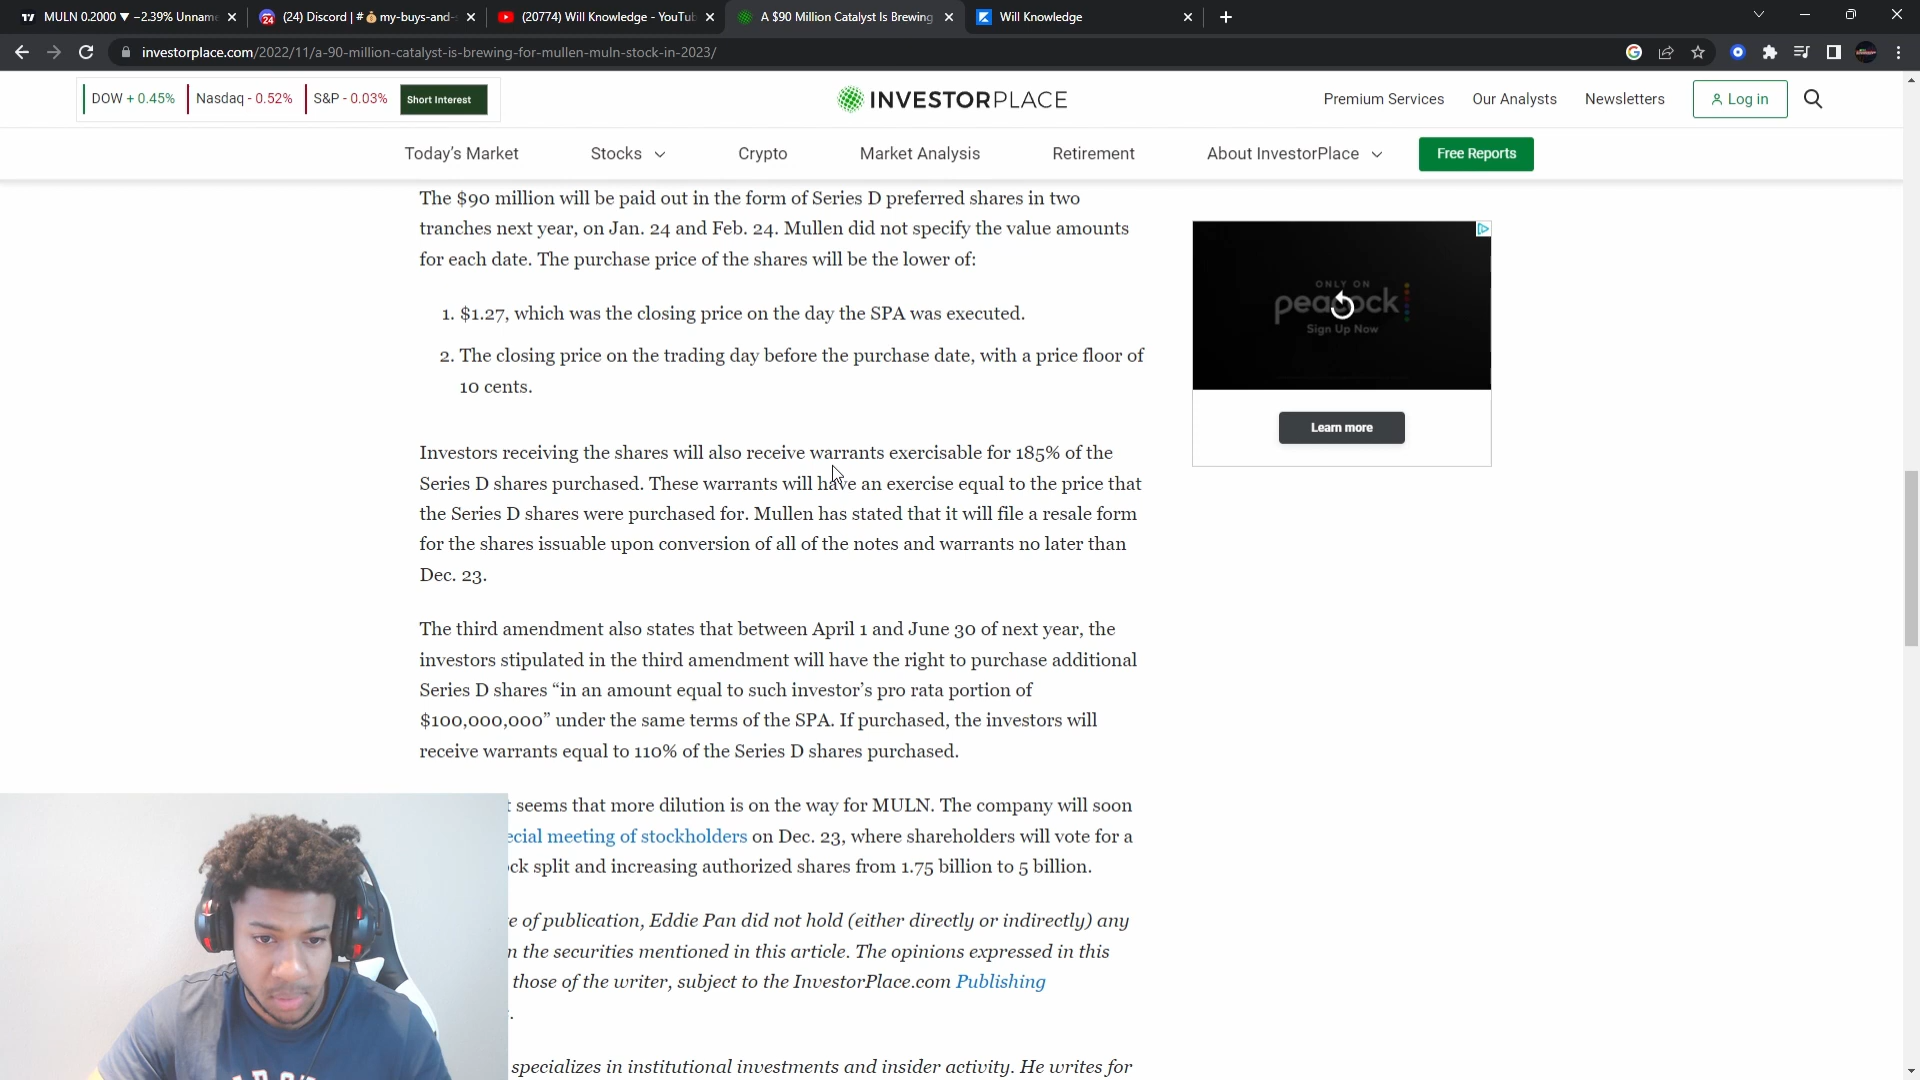 MULN 0.2000 ▼ −2.39% Unname
(24) Discord | # 💰 my-buys-and-s
(20774) Will Knowledge - YouTub
A $90 Million Catalyst Is Brewing
Will Knowledge
investorplace.com/2022/11/a-90-million-catalyst-is-brewing-for-mullen-muln-stock-in-2023/
DOW + 0.45%
Nasdaq - 0.52%
S&P - 0.03%
Short Interest
INVESTORPLACE
Premium Services
Our Analysts
Newsletters
Log in
Today's Market
Stocks
Crypto
Market Analysis
Retirement
About InvestorPlace
Free Reports
The $90 million will be paid out in the form of Series D preferred shares in two
tranches next year, on Jan. 24 and Feb. 24. Mullen did not specify the value amounts
for each date. The purchase price of the shares will be the lower of:
1. $1.27, which was the closing price on the day the SPA was executed.
2. The closing price on the trading day before the purchase date, with a price floor of
10 cents.
Investors receiving the shares will also receive warrants exercisable for 185% of the
Series D shares purchased. These warrants will have an exercise equal to the price that
the Series D shares were purchased for. Mullen has stated that it will file a resale form
for the shares issuable upon conversion of all of the notes and warrants no later than
Dec. 23.
The third amendment also states that between April 1 and June 30 of next year, the
investors stipulated in the third amendment will have the right to purchase additional
Series D shares “in an amount equal to such investor’s pro rata portion of
$100,000,000” under the same terms of the SPA. If purchased, the investors will
receive warrants equal to 110% of the Series D shares purchased.
seems that more dilution is on the way for MULN. The company will soon
ecial meeting of stockholders on Dec. 23, where shareholders will vote for a
ck split and increasing authorized shares from 1.75 billion to 5 billion.
e of publication, Eddie Pan did not hold (either directly or indirectly) any
n the securities mentioned in this article. The opinions expressed in this
those of the writer, subject to the InvestorPlace.com Publishing
specializes in institutional investments and insider activity. He writes for
ONLY ON
peacock
Sign Up Now
Learn more